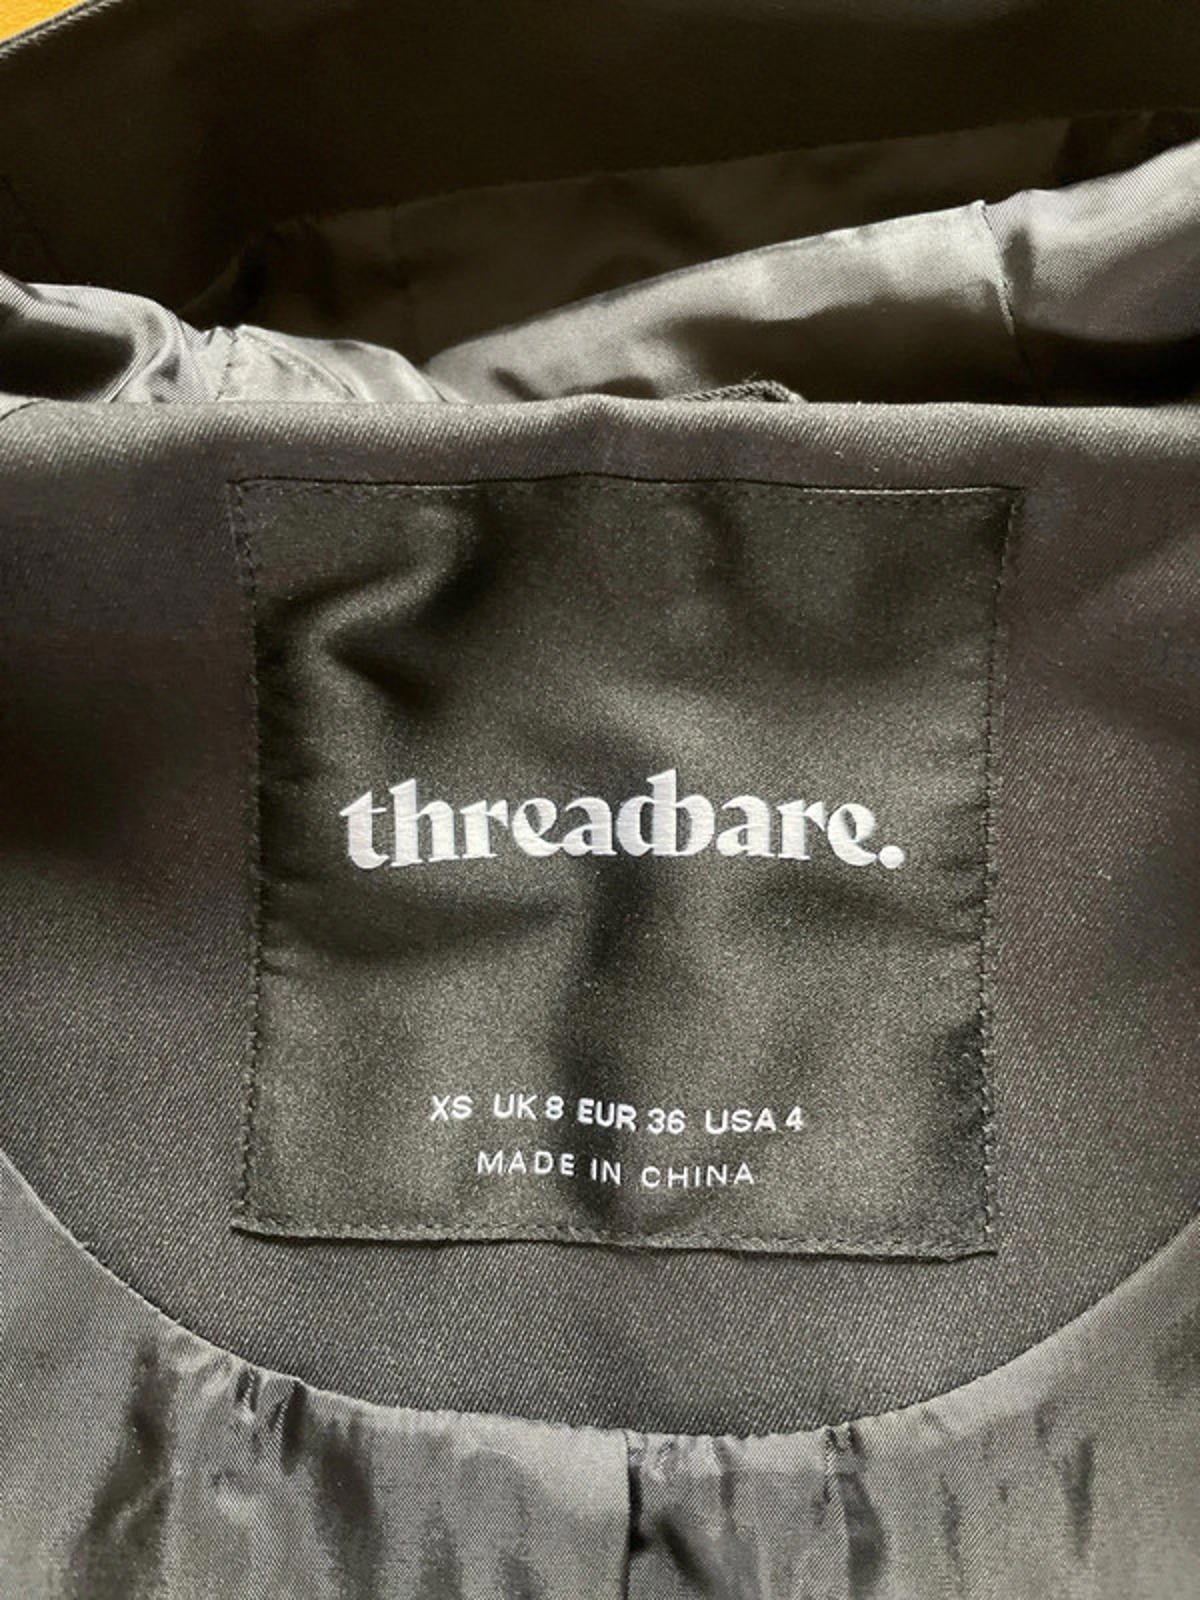 threadbare.
XS UK 8 EUR 36 USA 4
MADE IN CHINA